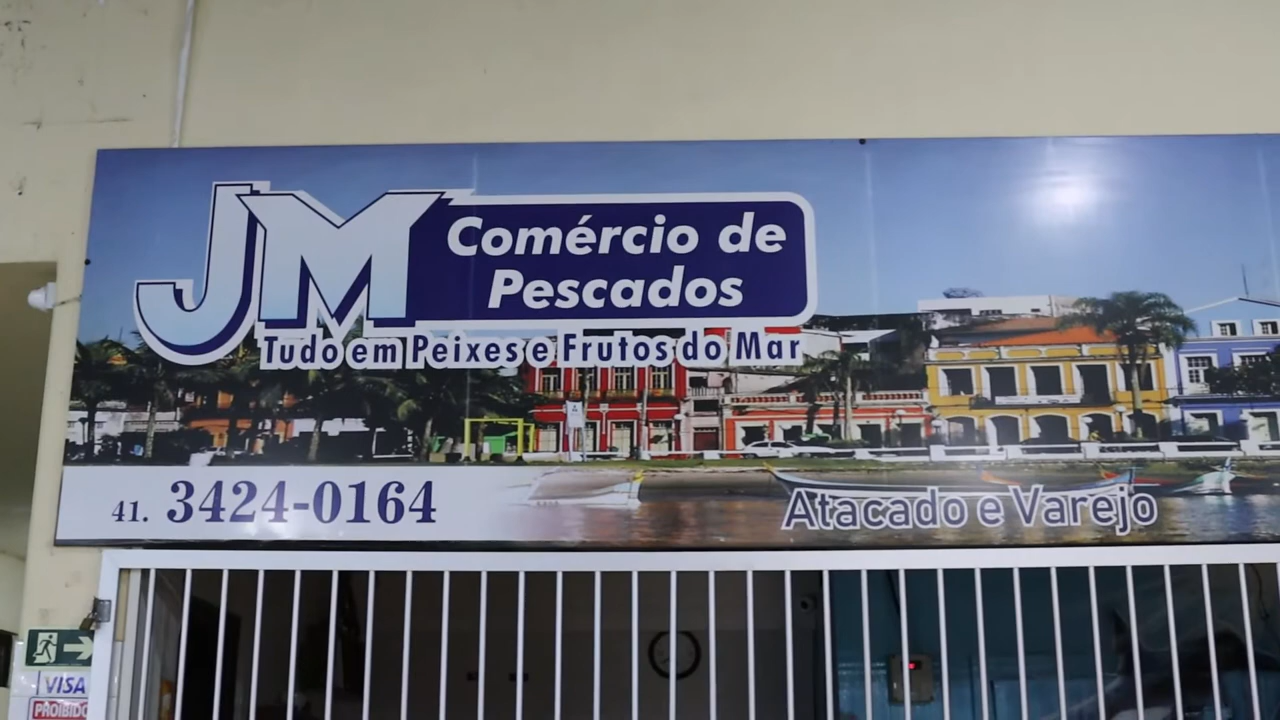 JM
Comércio de
Pescados
Tudo em Peixes e Frutos do Mar
41. 3424-0164
Atacado e Varejo
VISA
PROIBIDO